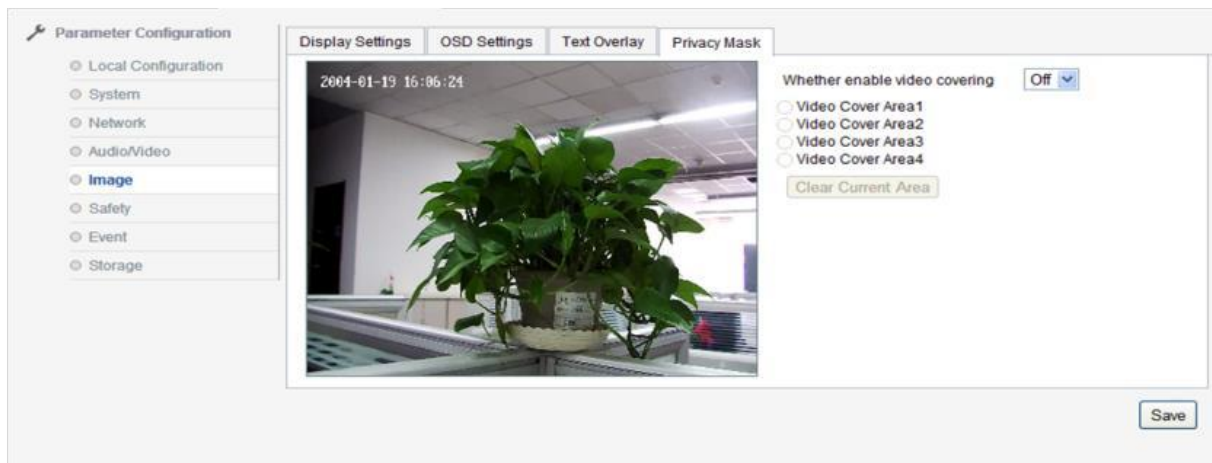 Parameter Configuration
Local Configuration
System
Network
Audio/Video
Image
Safety
Event
Storage
Display Settings
OSD Settings
Text Overlay
Privacy Mask
2004-01-19 16:06:24
Whether enable video covering
Off
Video Cover Area1
Video Cover Area2
Video Cover Area3
Video Cover Area4
Clear Current Area
Save